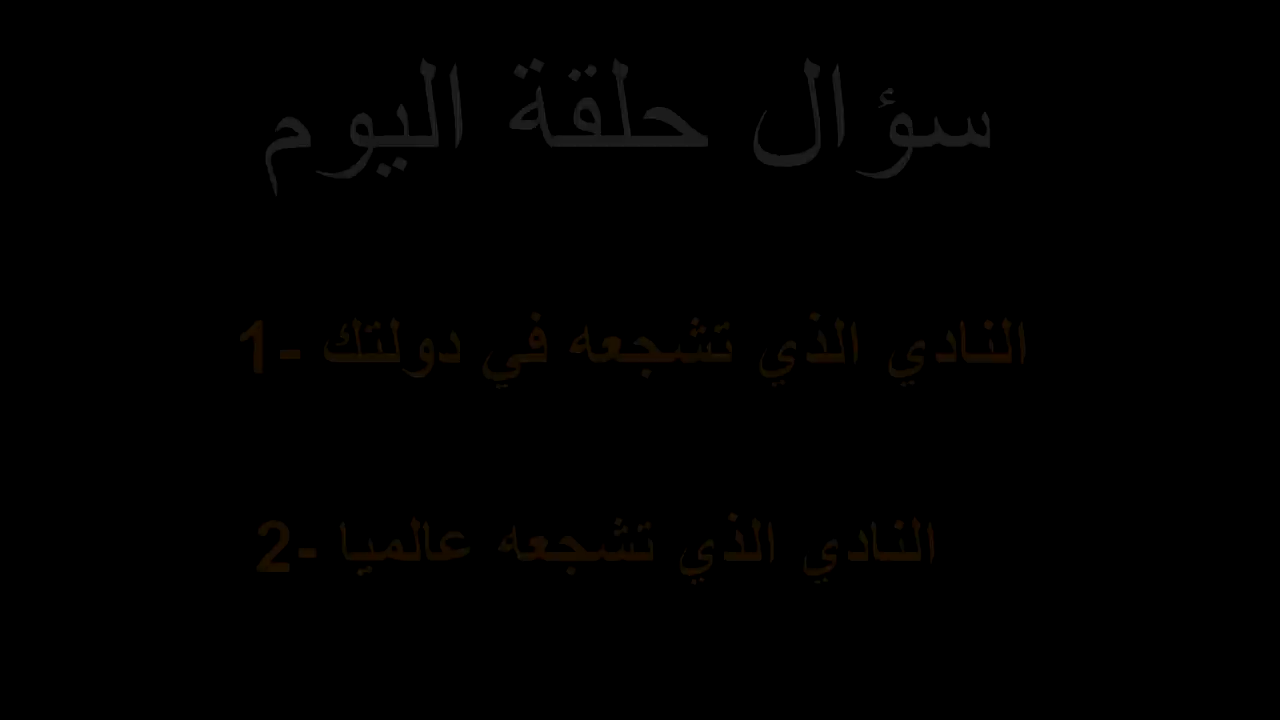 سؤال حلقة اليوم
1- النادي الذي تشجعه في دولتك
2- النادي الذي تشجعه عالميا